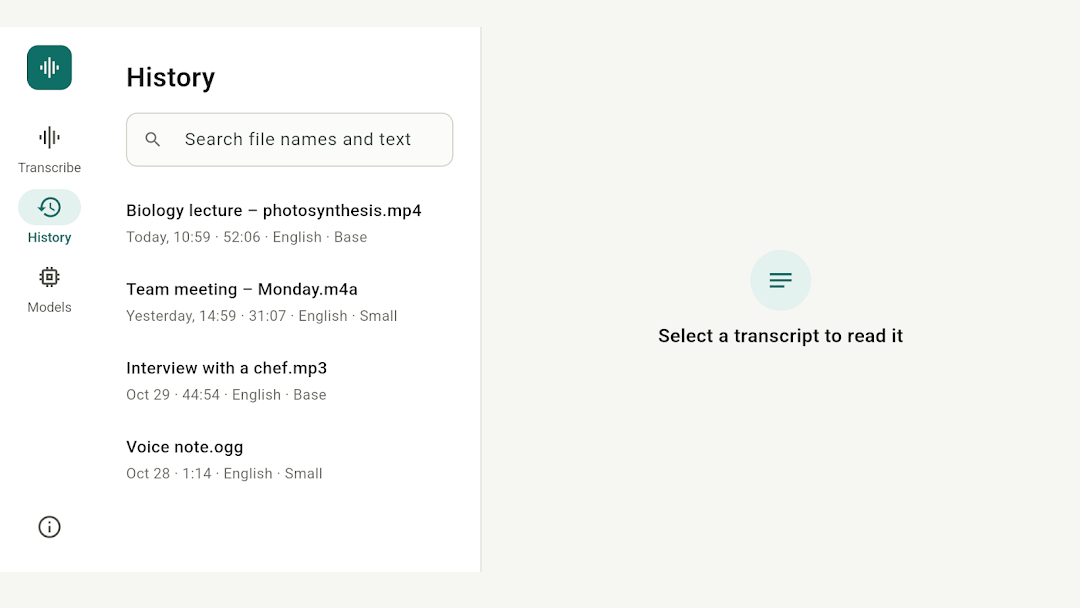 History
Search file names and text
Transcribe
History
Models
Biology lecture – photosynthesis.mp4
Today, 10:59 · 52:06 · English · Base
Team meeting – Monday.m4a
Yesterday, 14:59 · 31:07 · English · Small
Interview with a chef.mp3
Oct 29 · 44:54 · English · Base
Voice note.ogg
Oct 28 · 1:14 · English · Small
Select a transcript to read it